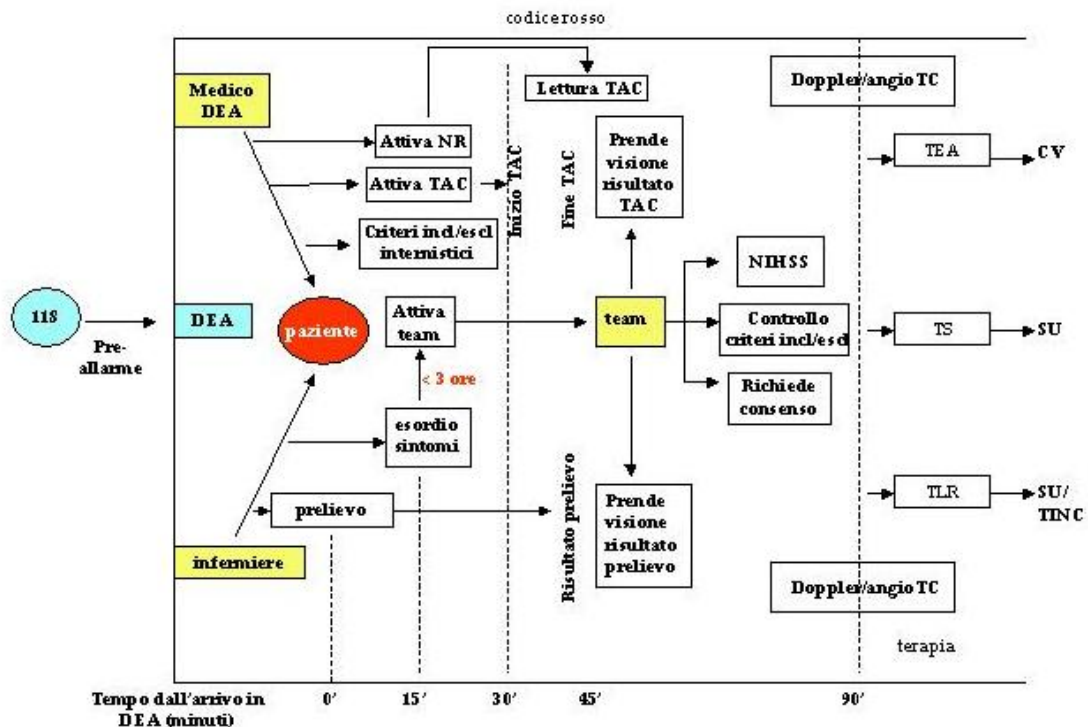 codicerosso
Medico
DEA
Attiva NR
Attiva TAC
Criteri incl/escl
internistici
Inizio TAC
Lettura TAC
Fine TAC
Prende
visione
risultato
TAC
Doppler/angio TC
TEA
CV
118
Pre-
allarme
DEA
paziente
Attiva
team
< 3 ore
esordio
sintomi
team
NIHSS
Controllo
criteri incl/escl
Richiede
consenso
TS
SU
prelievo
infermiere
Risultato prelievo
Prende
visione
risultato
prelievo
TLR
SU/
TINC
Doppler/angio TC
terapia
Tempo dall'arrivo in
DEA (minuti)
0'
15'
30'
45'
90'